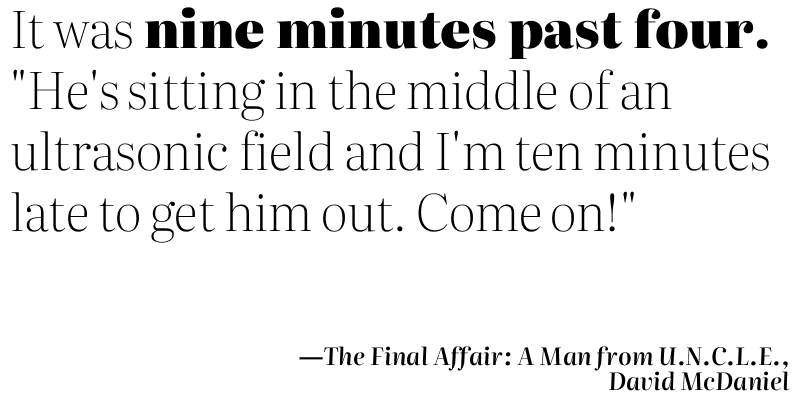 It was nine minutes past four.
"He's sitting in the middle of an
ultrasonic field and I'm ten minutes
late to get him out. Come on!"
—The Final Affair: A Man from U.N.C.L.E.,
David McDaniel